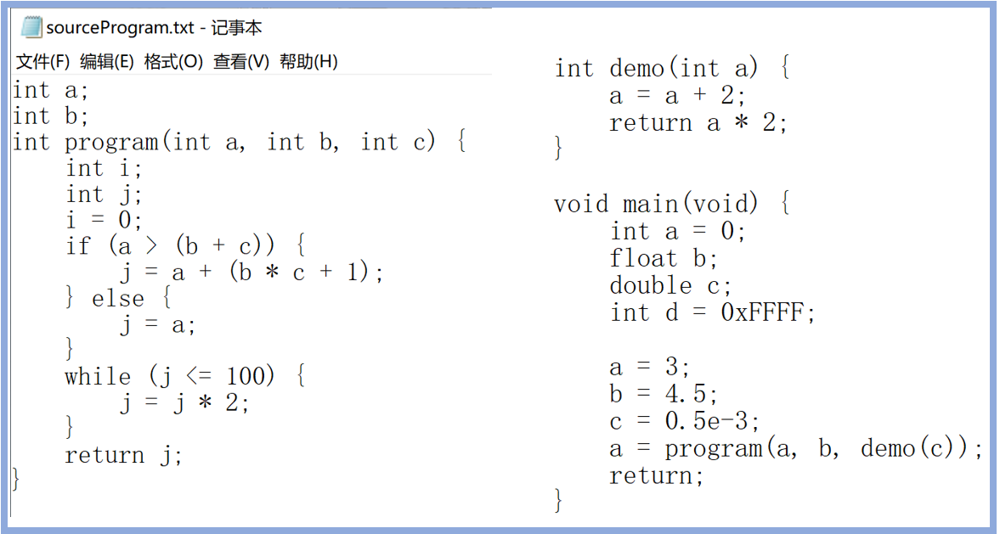 sourceProgram.txt - 记事本
文件(F) 编辑(E) 格式(O) 查看(V) 帮助(H)
int a;
int b;
int program(int a, int b, int c) {
    int i;
    int j;
    i = 0;
    if (a > (b + c)) {
        j = a + (b * c + 1);
    } else {
        j = a;
    }
    while (j <= 100) {
        j = j * 2;
    }
    return j;
}
int demo(int a) {
    a = a + 2;
    return a * 2;
}
void main(void) {
    int a = 0;
    float b;
    double c;
    int d = 0xFFFF;
    a = 3;
    b = 4.5;
    c = 0.5e-3;
    a = program(a, b, demo(c));
    return;
}